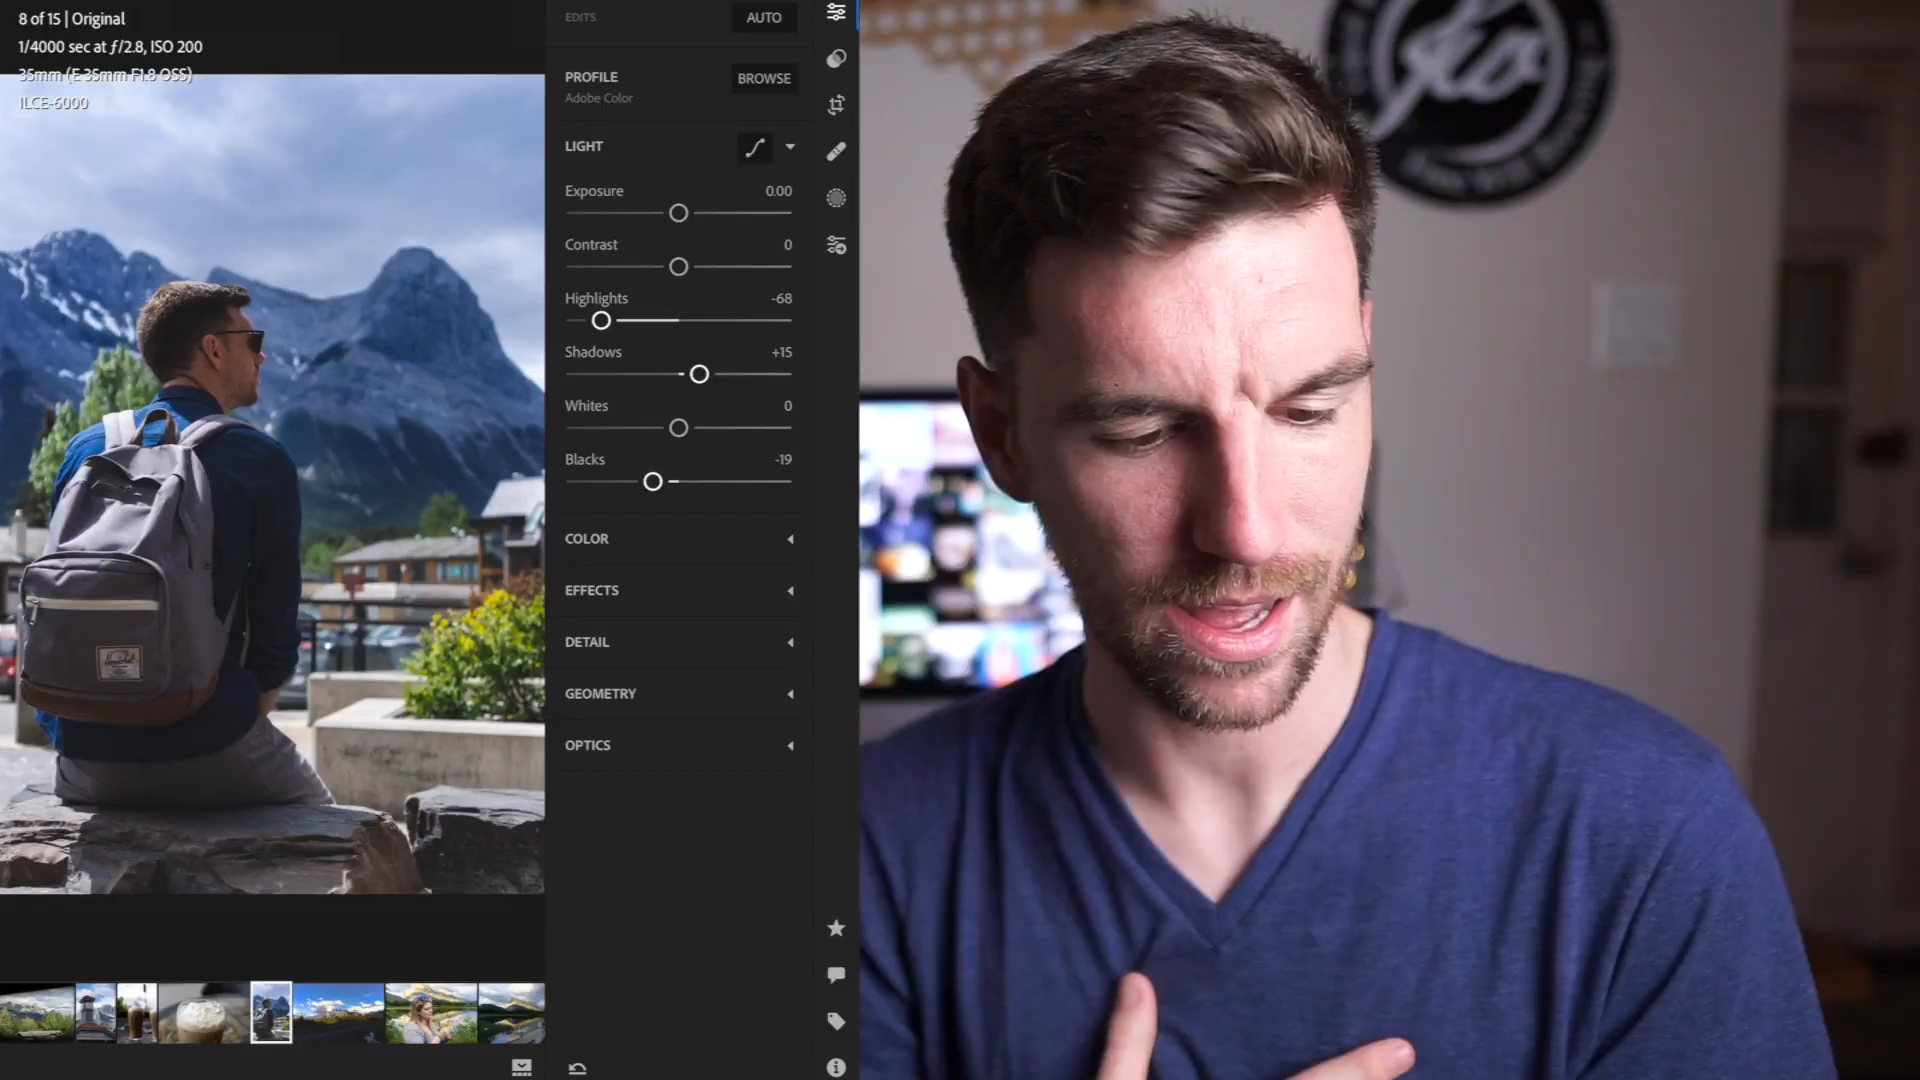 8 of 15 | Original
1/4000 sec at ƒ/2.8, ISO 200
35mm (E 35mm F1.8 OSS)
ILCE-6000
EDITS
AUTO
PROFILE
BROWSE
Adobe Color
LIGHT
Exposure
0.00
Contrast
0
Highlights
-68
Shadows
+15
Whites
0
Blacks
-19
COLOR
EFFECTS
DETAIL
GEOMETRY
OPTICS
Herschel
ko